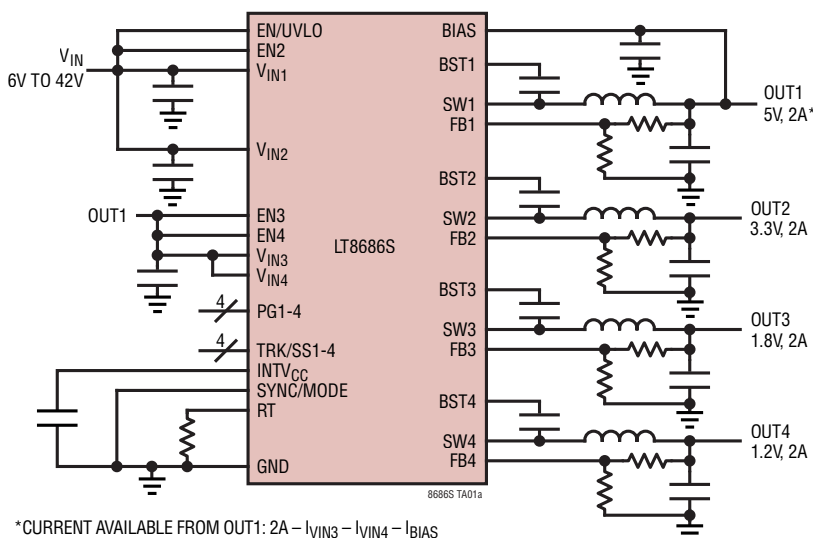 EN/UVLO
EN2
V_IN
6V TO 42V
V_IN1
V_IN2
OUT1
EN3
EN4
V_IN3
V_IN4
4
PG1-4
4
TRK/SS1-4
INTV_CC
SYNC/MODE
RT
GND
LT8686S
BIAS
BST1
SW1
FB1
OUT1
5V, 2A*
BST2
SW2
FB2
OUT2
3.3V, 2A
BST3
SW3
FB3
OUT3
1.8V, 2A
BST4
SW4
FB4
OUT4
1.2V, 2A
8686S TA01a
*CURRENT AVAILABLE FROM OUT1: 2A – I_VIN3 – I_VIN4 – I_BIAS